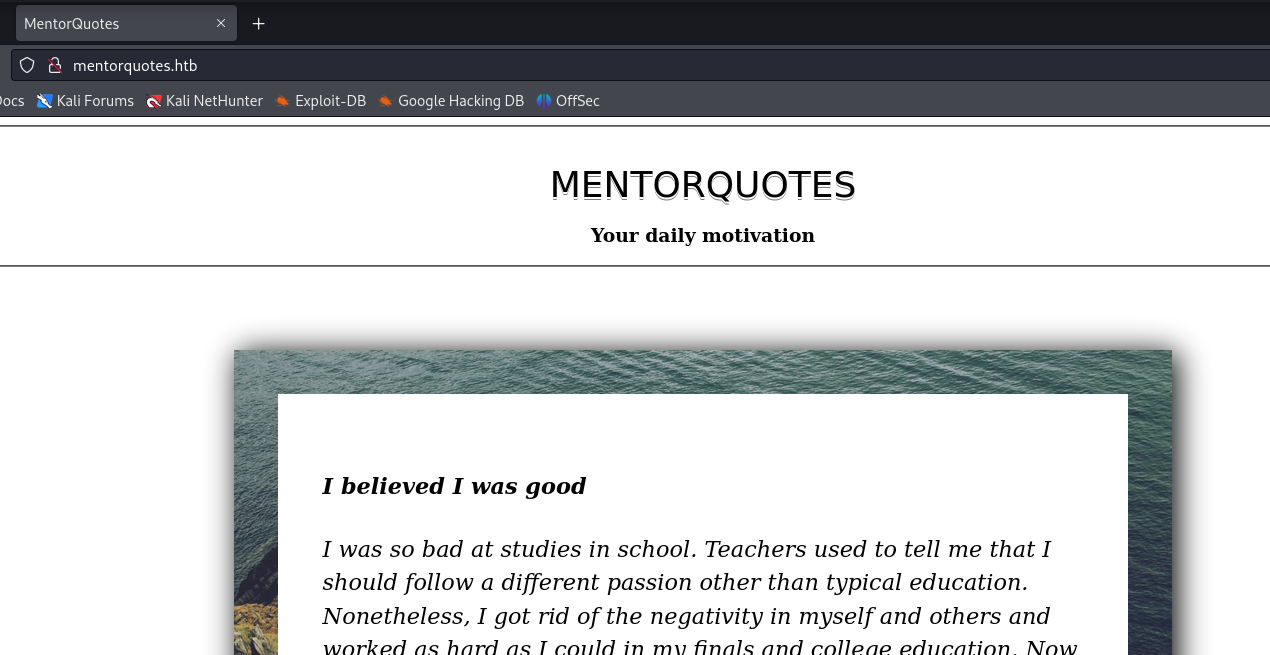 MentorQuotes
mentorquotes.htb
Docs Kali Forums Kali NetHunter Exploit-DB Google Hacking DB OffSec
MENTORQUOTES
Your daily motivation
I believed I was good
I was so bad at studies in school. Teachers used to tell me that I
should follow a different passion other than typical education.
Nonetheless, I got rid of the negativity in myself and others and
worked as hard as I could in my finals and college education. Now